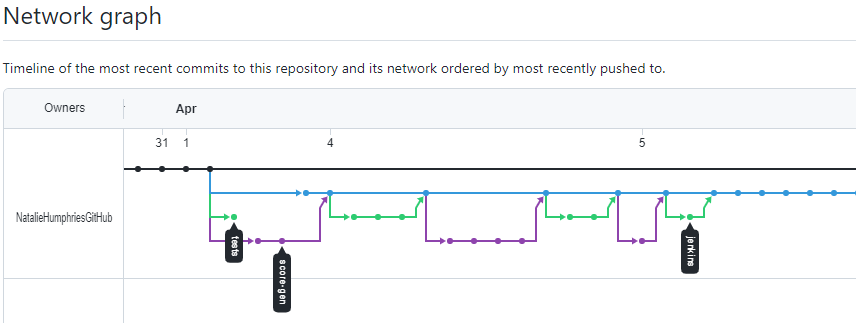 Network graph
Timeline of the most recent commits to this repository and its network ordered by most recently pushed to.
Owners
Apr
31 1 4 5
NatalieHumphriesGitHub
tests
score-gen
jenkins